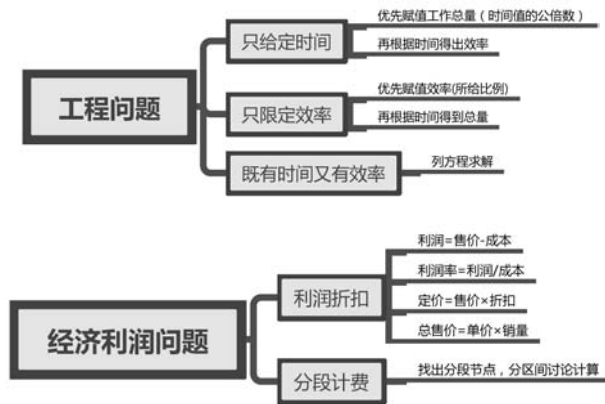 工程问题
只给定时间
优先赋值工作总量（时间值的公倍数）
再根据时间得出效率
只限定效率
优先赋值效率(所给比例)
再根据时间得到总量
既有时间又有效率
列方程求解
经济利润问题
利润折扣
利润=售价-成本
利润率=利润/成本
定价=售价×折扣
总售价=单价×销量
分段计费
找出分段节点，分区间讨论计算